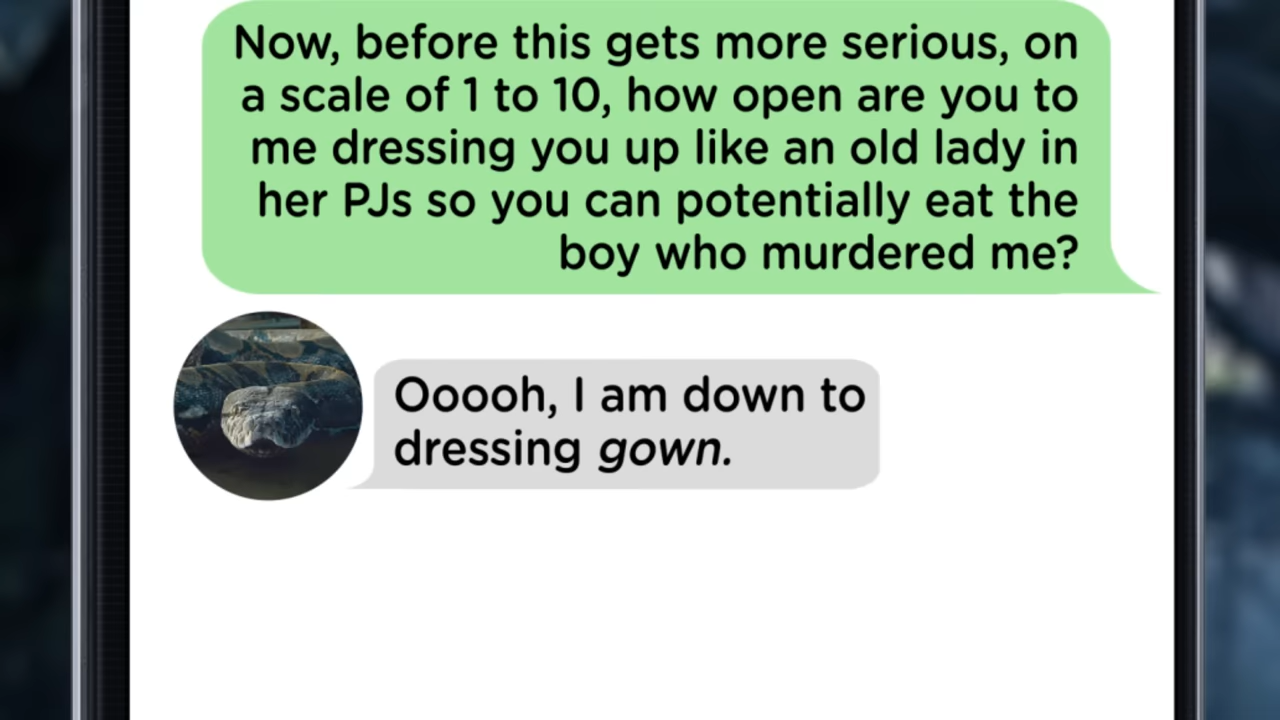 Now, before this gets more serious, on
a scale of 1 to 10, how open are you to
me dressing you up like an old lady in
her PJs so you can potentially eat the
boy who murdered me?
Ooooh, I am down to
dressing gown.